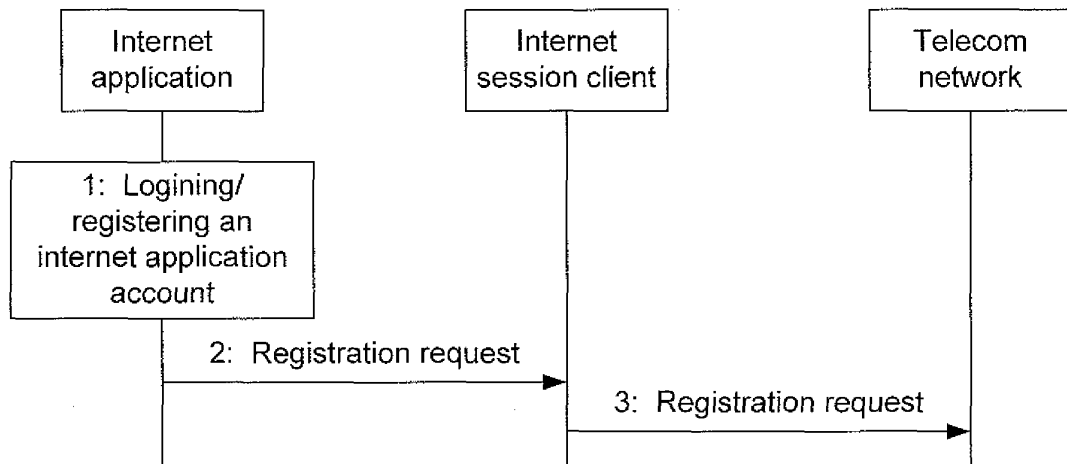 Internet
application
Internet
session client
Telecom
network
1: Logining/
registering an
internet application
account
2: Registration request
3: Registration request